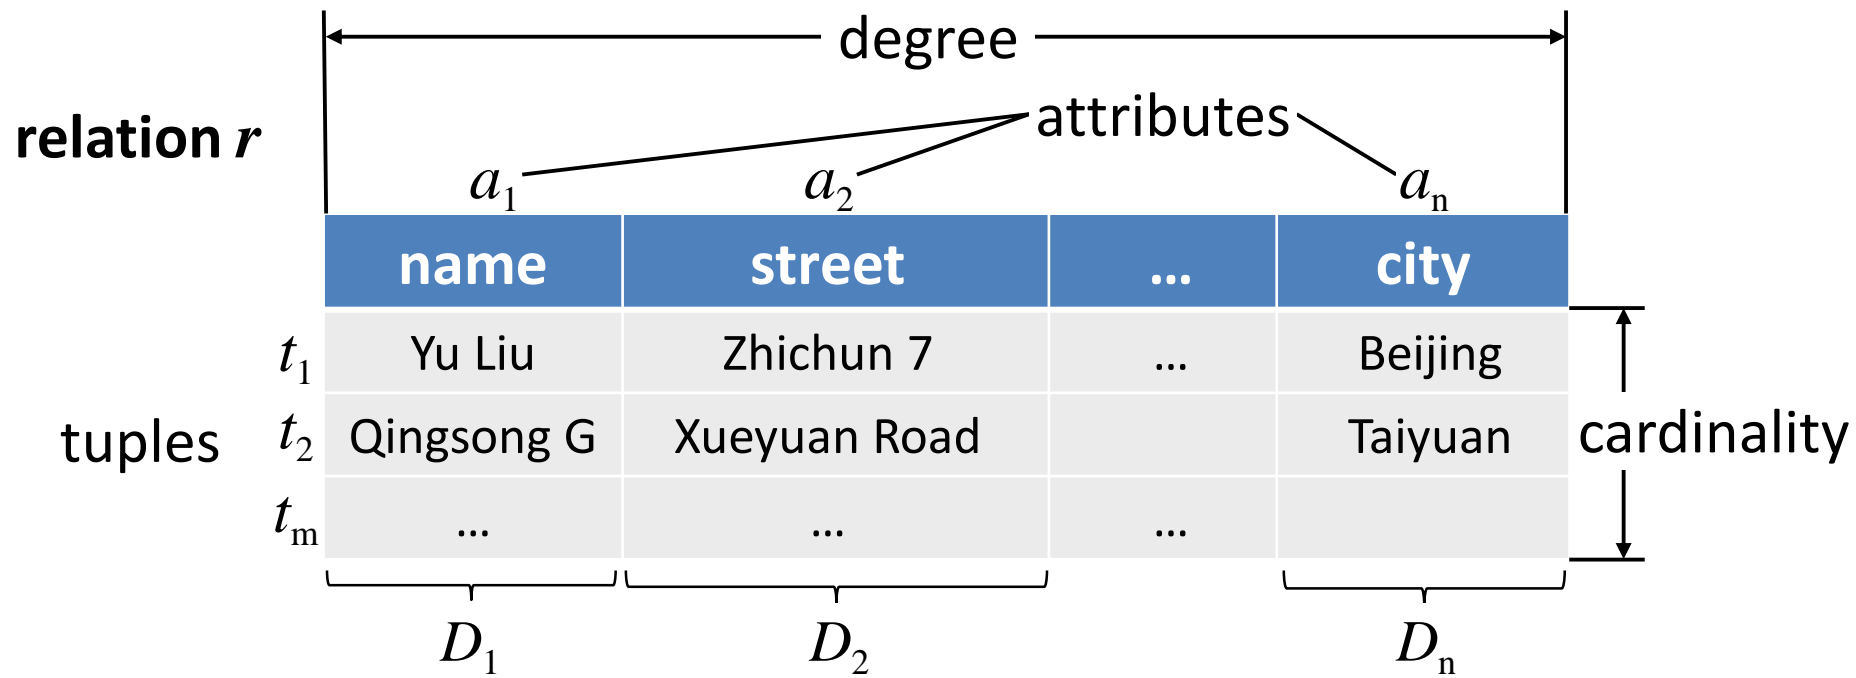 degree
attributes
relation r
a1 a2 an
name street ... city
t1 Yu Liu Zhichun 7 ... Beijing
tuples t2 Qingsong G Xueyuan Road Taiyuan cardinality
tm ... ... ...
D1 D2 Dn